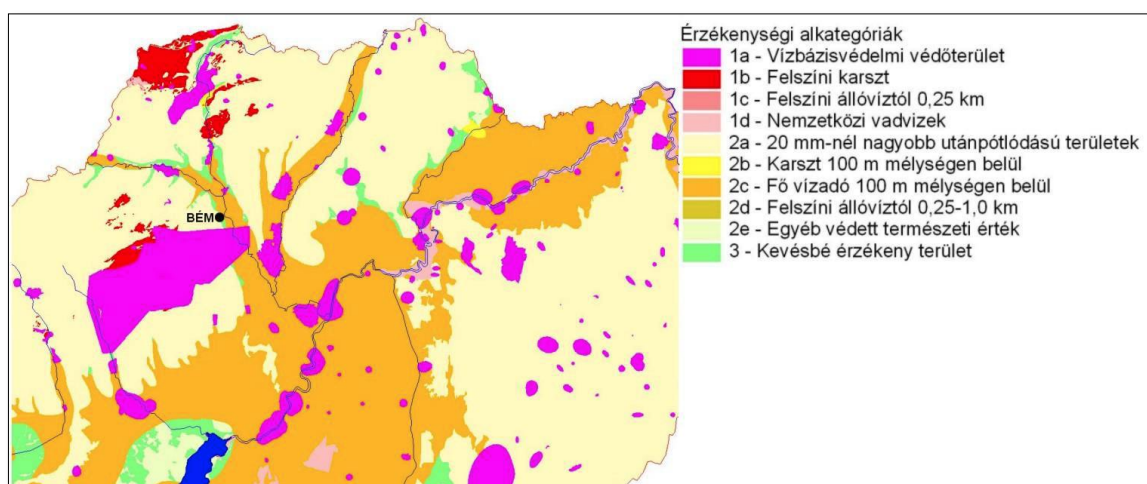 Érzékenységi alkategóriák
1a - Vízbázisvédelmi védőterület
1b - Felszíni karszt
1c - Felszíni állóvíztól 0,25 km
1d - Nemzetközi vadvizek
2a - 20 mm-nél nagyobb utánpótlódású területek
2b - Karszt 100 m mélységen belül
2c - Fő vízadó 100 m mélységen belül
2d - Felszíni állóvíztól 0,25-1,0 km
2e - Egyéb védett természeti érték
3 - Kevésbé érzékeny terület
BÉM